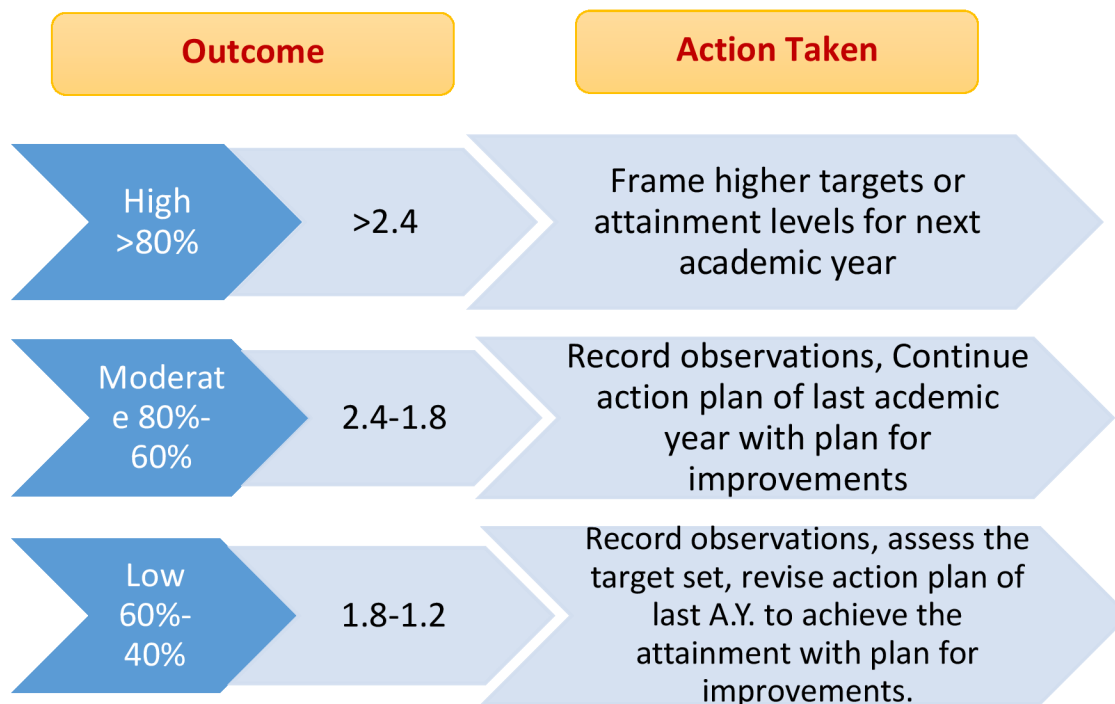 Outcome
Action Taken
High
>80%
>2.4
Frame higher targets or
attainment levels for next
academic year
Moderat
e 80%-
60%
2.4-1.8
Record observations, Continue
action plan of last acdemic
year with plan for
improvements
Low
60%-
40%
1.8-1.2
Record observations, assess the
target set, revise action plan of
last A.Y. to achieve the
attainment with plan for
improvements.